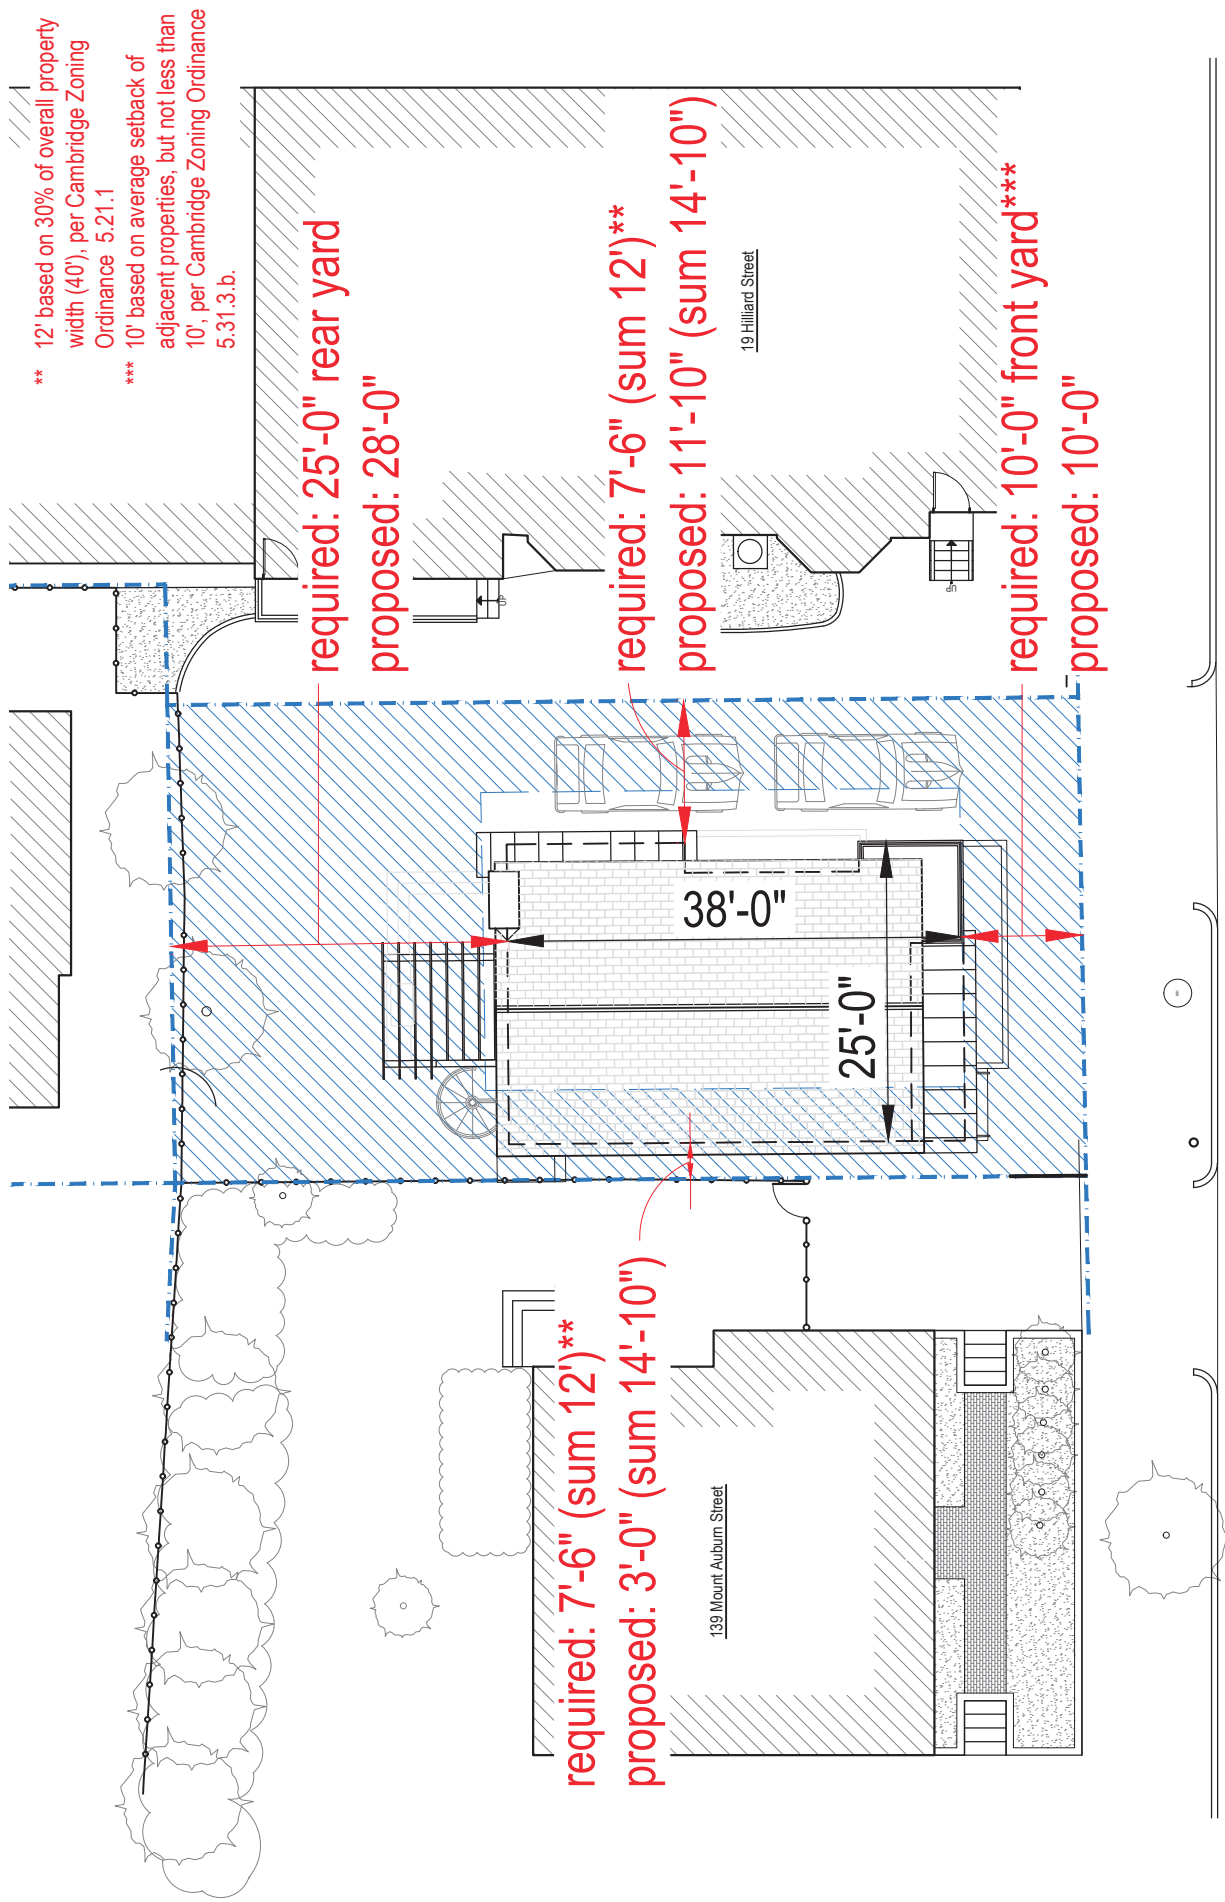 ** 12' based on 30% of overall property
width (40'), per Cambridge Zoning
Ordinance 5.21.1
*** 10' based on average setback of
adjacent properties, but not less than
10', per Cambridge Zoning Ordinance
5.31.3.b.
required: 25'-0" rear yard
proposed: 28'-0"
required: 7'-6" (sum 12')**
proposed: 11'-10" (sum 14'-10")
19 Hilliard Street
required: 10'-0" front yard***
proposed: 10'-0"
UP
UP
38'-0"
25'-0"
required: 7'-6" (sum 12')**
proposed: 3'-0" (sum 14'-10")
139 Mount Auburn Street